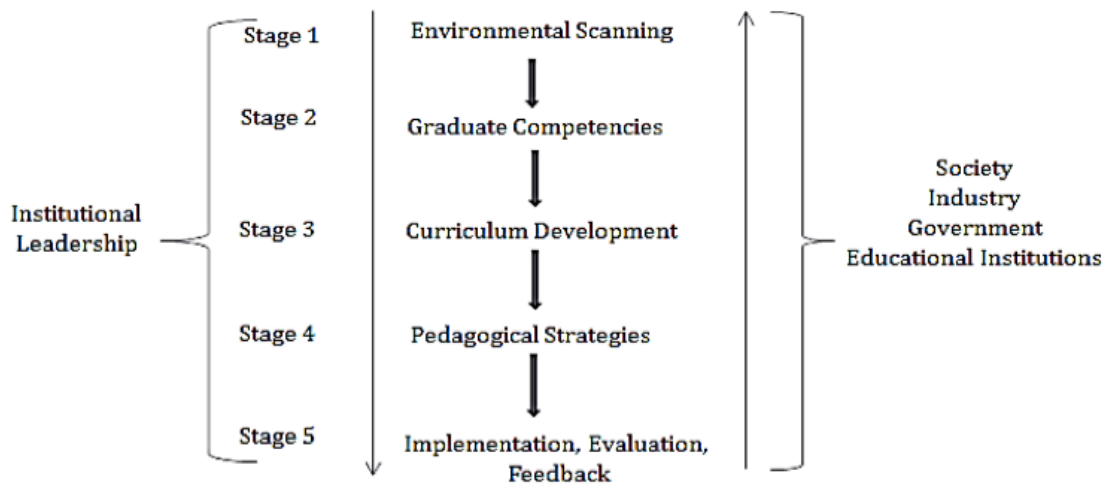 Stage 1
Environmental Scanning
Stage 2
Graduate Competencies
Institutional
Leadership
Stage 3
Curriculum Development
Society
Industry
Government
Educational Institutions
Stage 4
Pedagogical Strategies
Stage 5
Implementation, Evaluation,
Feedback